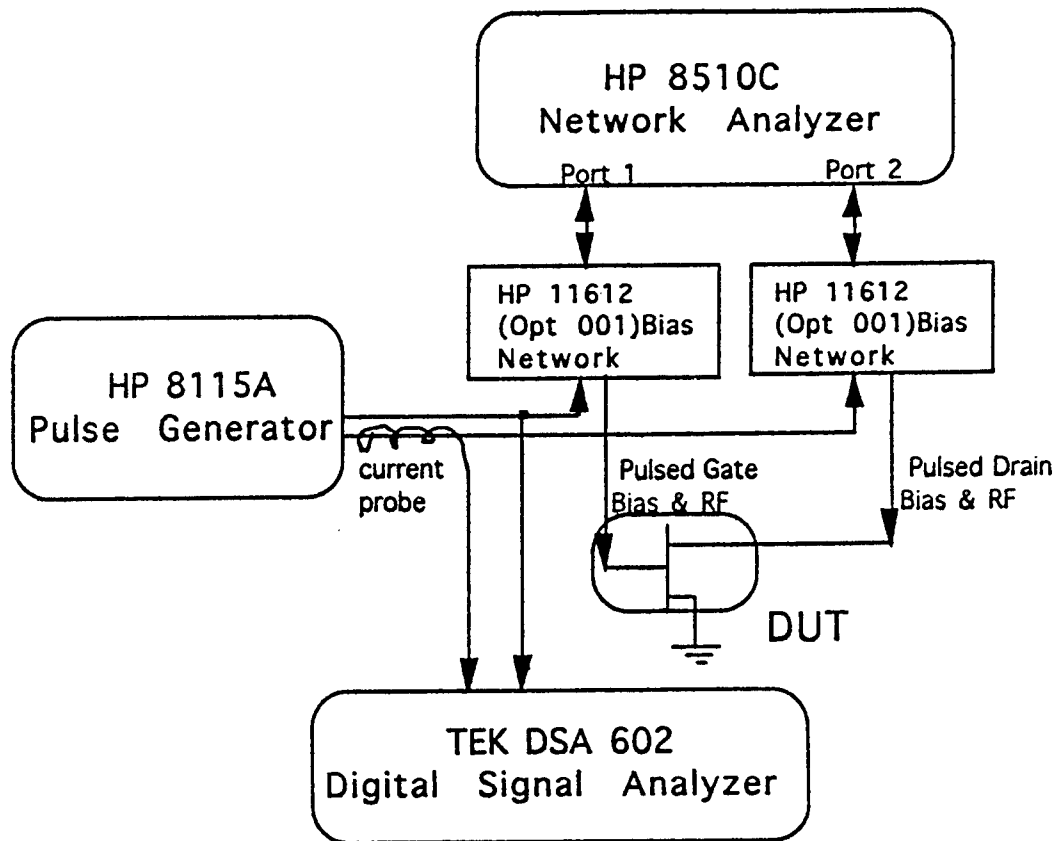 HP 8510C
Network Analyzer
Port 1
Port 2
HP 11612
(Opt 001)Bias
Network
HP 11612
(Opt 001)Bias
Network
HP 8115A
Pulse Generator
current
probe
Pulsed Gate
Bias & RF
Pulsed Drain
Bias & RF
DUT
TEK DSA 602
Digital Signal Analyzer